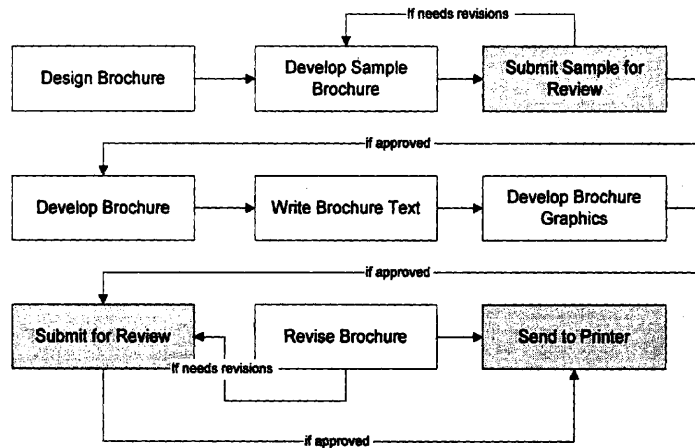 If needs revisions
Design Brochure
Develop Sample
Brochure
Submit Sample for
Review
if approved
Develop Brochure
Write Brochure Text
Develop Brochure
Graphics
if approved
Submit for Review
Revise Brochure
Send to Printer
If needs revisions
if approved